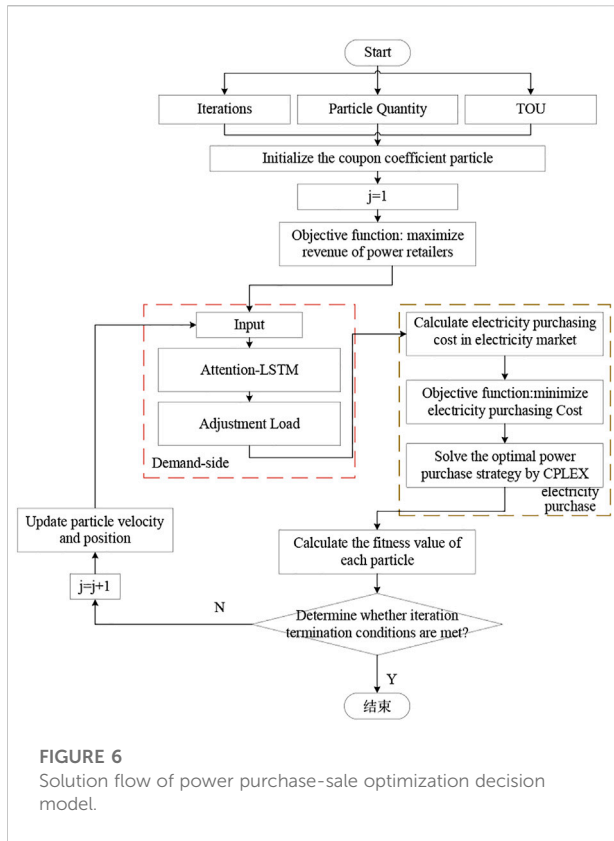 Start
Iterations
Particle Quantity
TOU
Initialize the coupon coefficient particle
j=1
Objective function: maximize
revenue of power retailers
Input
Attention-LSTM
Adjustment Load
Demand-side
Calculate electricity purchasing
cost in electricity market
Objective function:minimize
electricity purchasing Cost
Solve the optimal power
purchase strategy by CPLEX
electricity
purchase
Update particle velocity
and position
j=j+1
Calculate the fitness value of
each particle
N
Determine whether iteration
termination conditions are met?
Y
结束
FIGURE 6
Solution flow of power purchase-sale optimization decision
model.